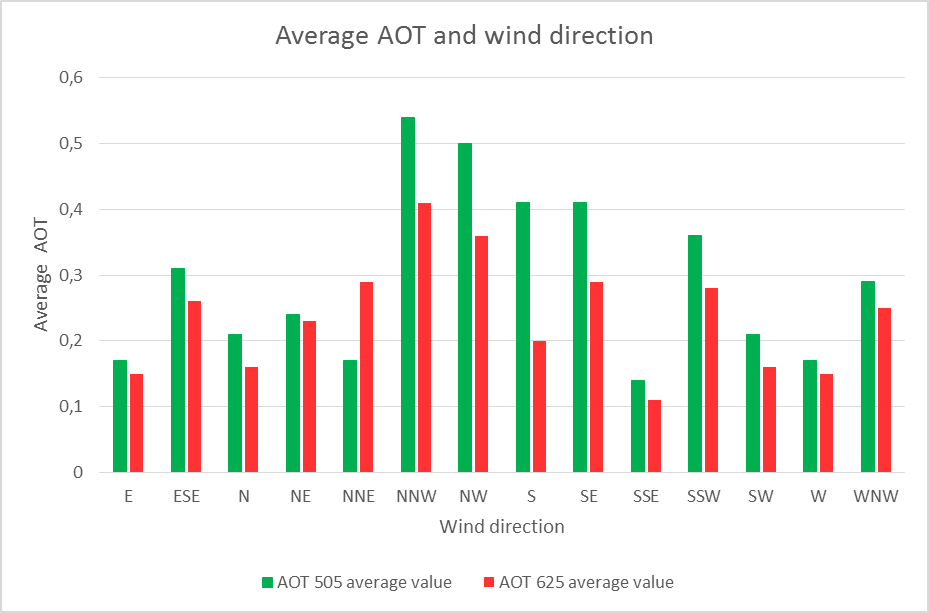 Average AOT and wind direction
0,6
0,5
0,4
0,3
0,2
0,1
0
Average AOT
E ESE N NE NNE NNW NW S SE SSE SSW SW W WNW
Wind direction
AOT 505 average value AOT 625 average value